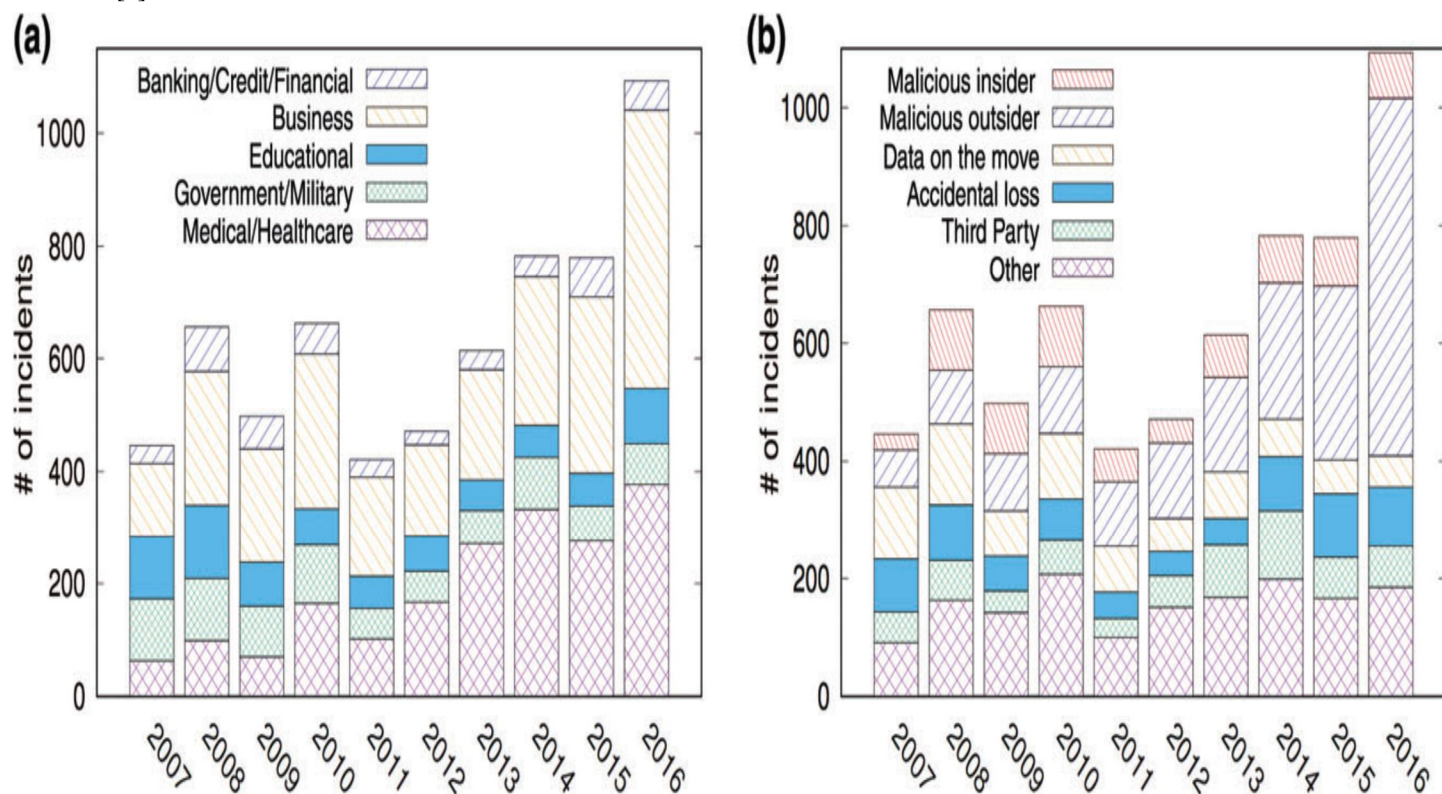 (a)
Banking/Credit/Financial
Business
Educational
Government/Military
Medical/Healthcare
# of incidents
1000
800
600
400
200
0
2007
2008
2009
2010
2011
2012
2013
2014
2015
2016
(b)
Malicious insider
Malicious outsider
Data on the move
Accidental loss
Third Party
Other
# of incidents
1000
800
600
400
200
0
2007
2008
2009
2010
2011
2012
2013
2014
2015
2016